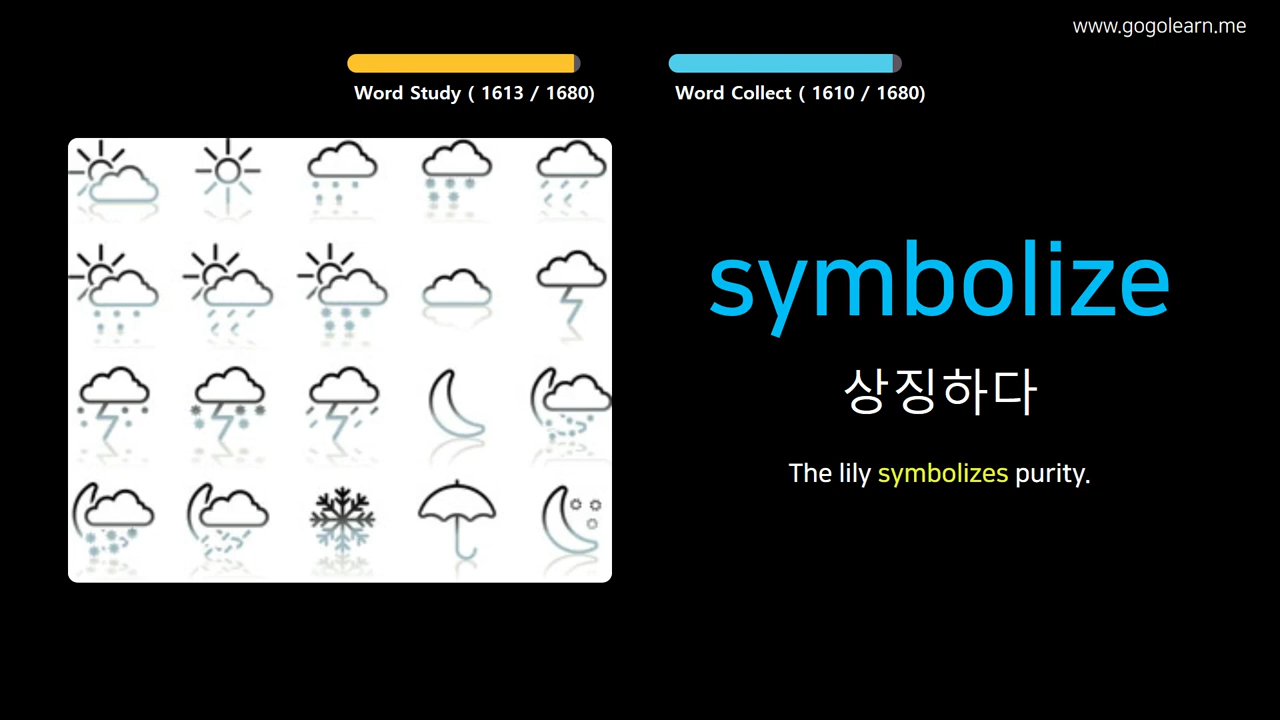 www.gogolearn.me
Word Study ( 1613 / 1680)
Word Collect ( 1610 / 1680)
symbolize
상징하다
The lily symbolizes purity.